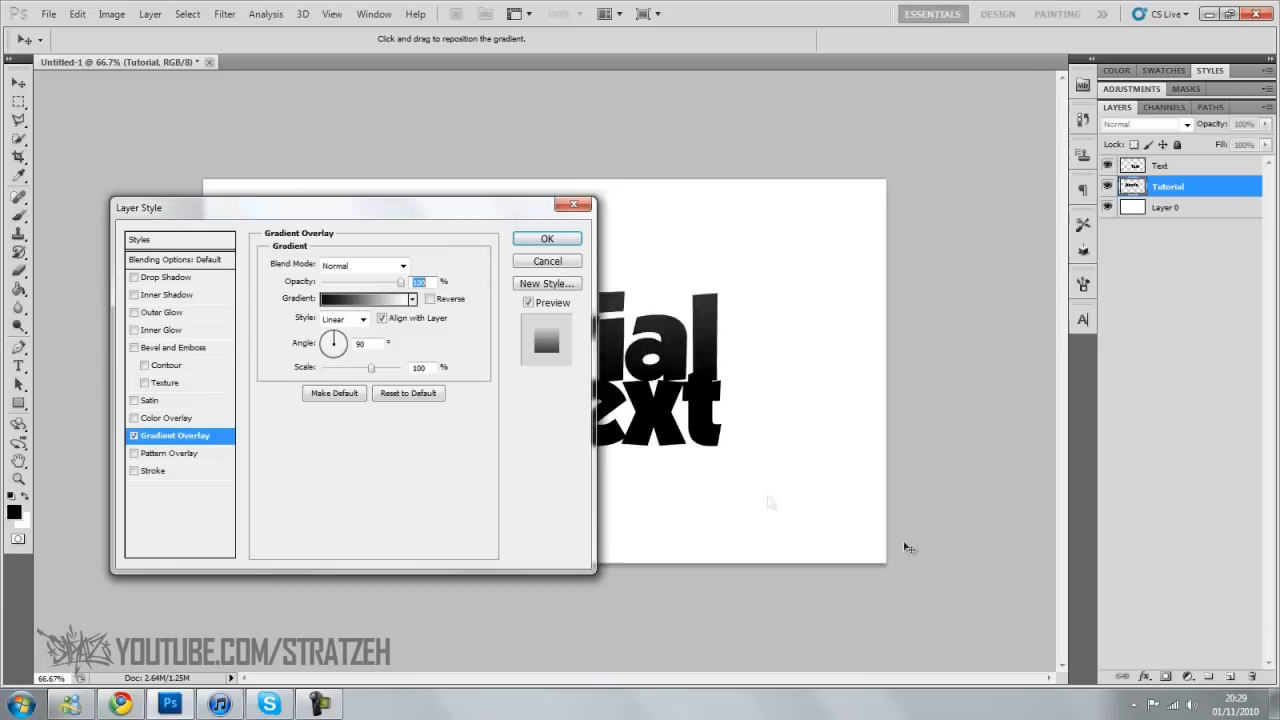 PS File Edit Image Layer Select Filter Analysis 3D View Window Help Mb 100% ESSENTIALS DESIGN PAINTING CS Live
Click and drag to reposition the gradient.
Untitled-1 @ 66.7% (Tutorial, RGB/8) *
COLOR SWATCHES STYLES
ADJUSTMENTS MASKS
LAYERS CHANNELS PATHS
Normal Opacity: 100%
Lock: Fill: 100%
Text
Tutorial
Layer 0
Mb
A
Layer Style
Styles
Blending Options: Default
Drop Shadow
Inner Shadow
Outer Glow
Inner Glow
Bevel and Emboss
Contour
Texture
Satin
Color Overlay
Gradient Overlay
Pattern Overlay
Stroke
Gradient Overlay
Gradient
Blend Mode: Normal
Opacity: 100 %
Gradient: Reverse
Style: Linear Align with Layer
Angle: 90 °
Scale: 100 %
Make Default Reset to Default
OK
Cancel
New Style...
Preview
ial
ext
T
YOUTUBE.COM/STRATZEH
66.67% Doc: 2.64M/1.25M
Ps
20:29
01/11/2010